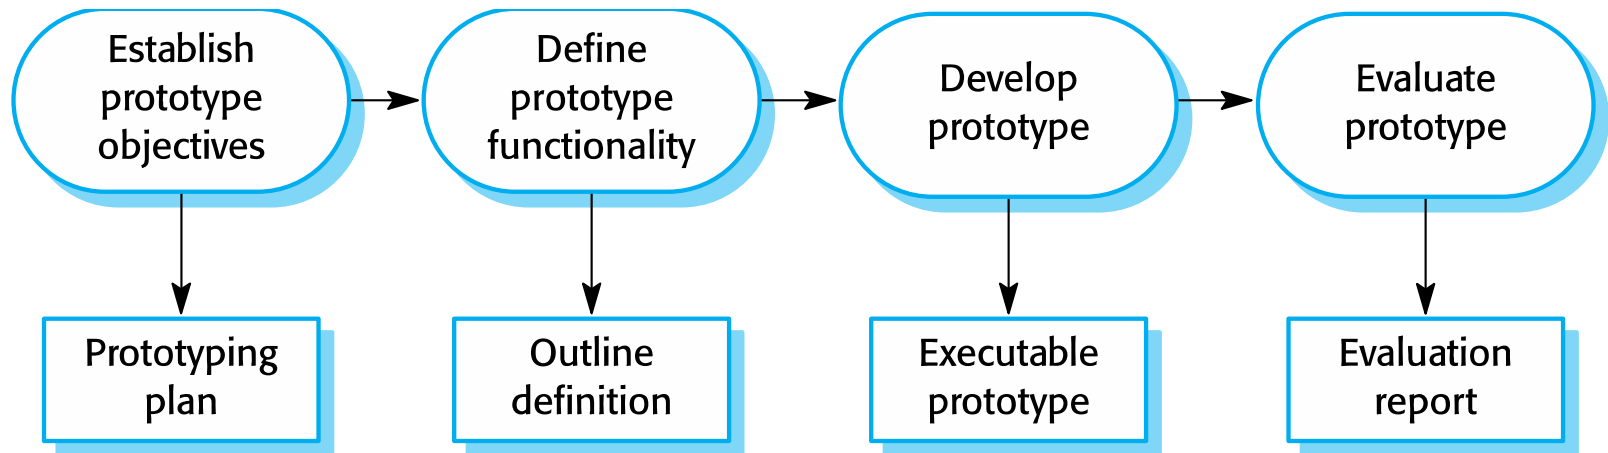 Establish
prototype
objectives
Define
prototype
functionality
Develop
prototype
Evaluate
prototype
Prototyping
plan
Outline
definition
Executable
prototype
Evaluation
report